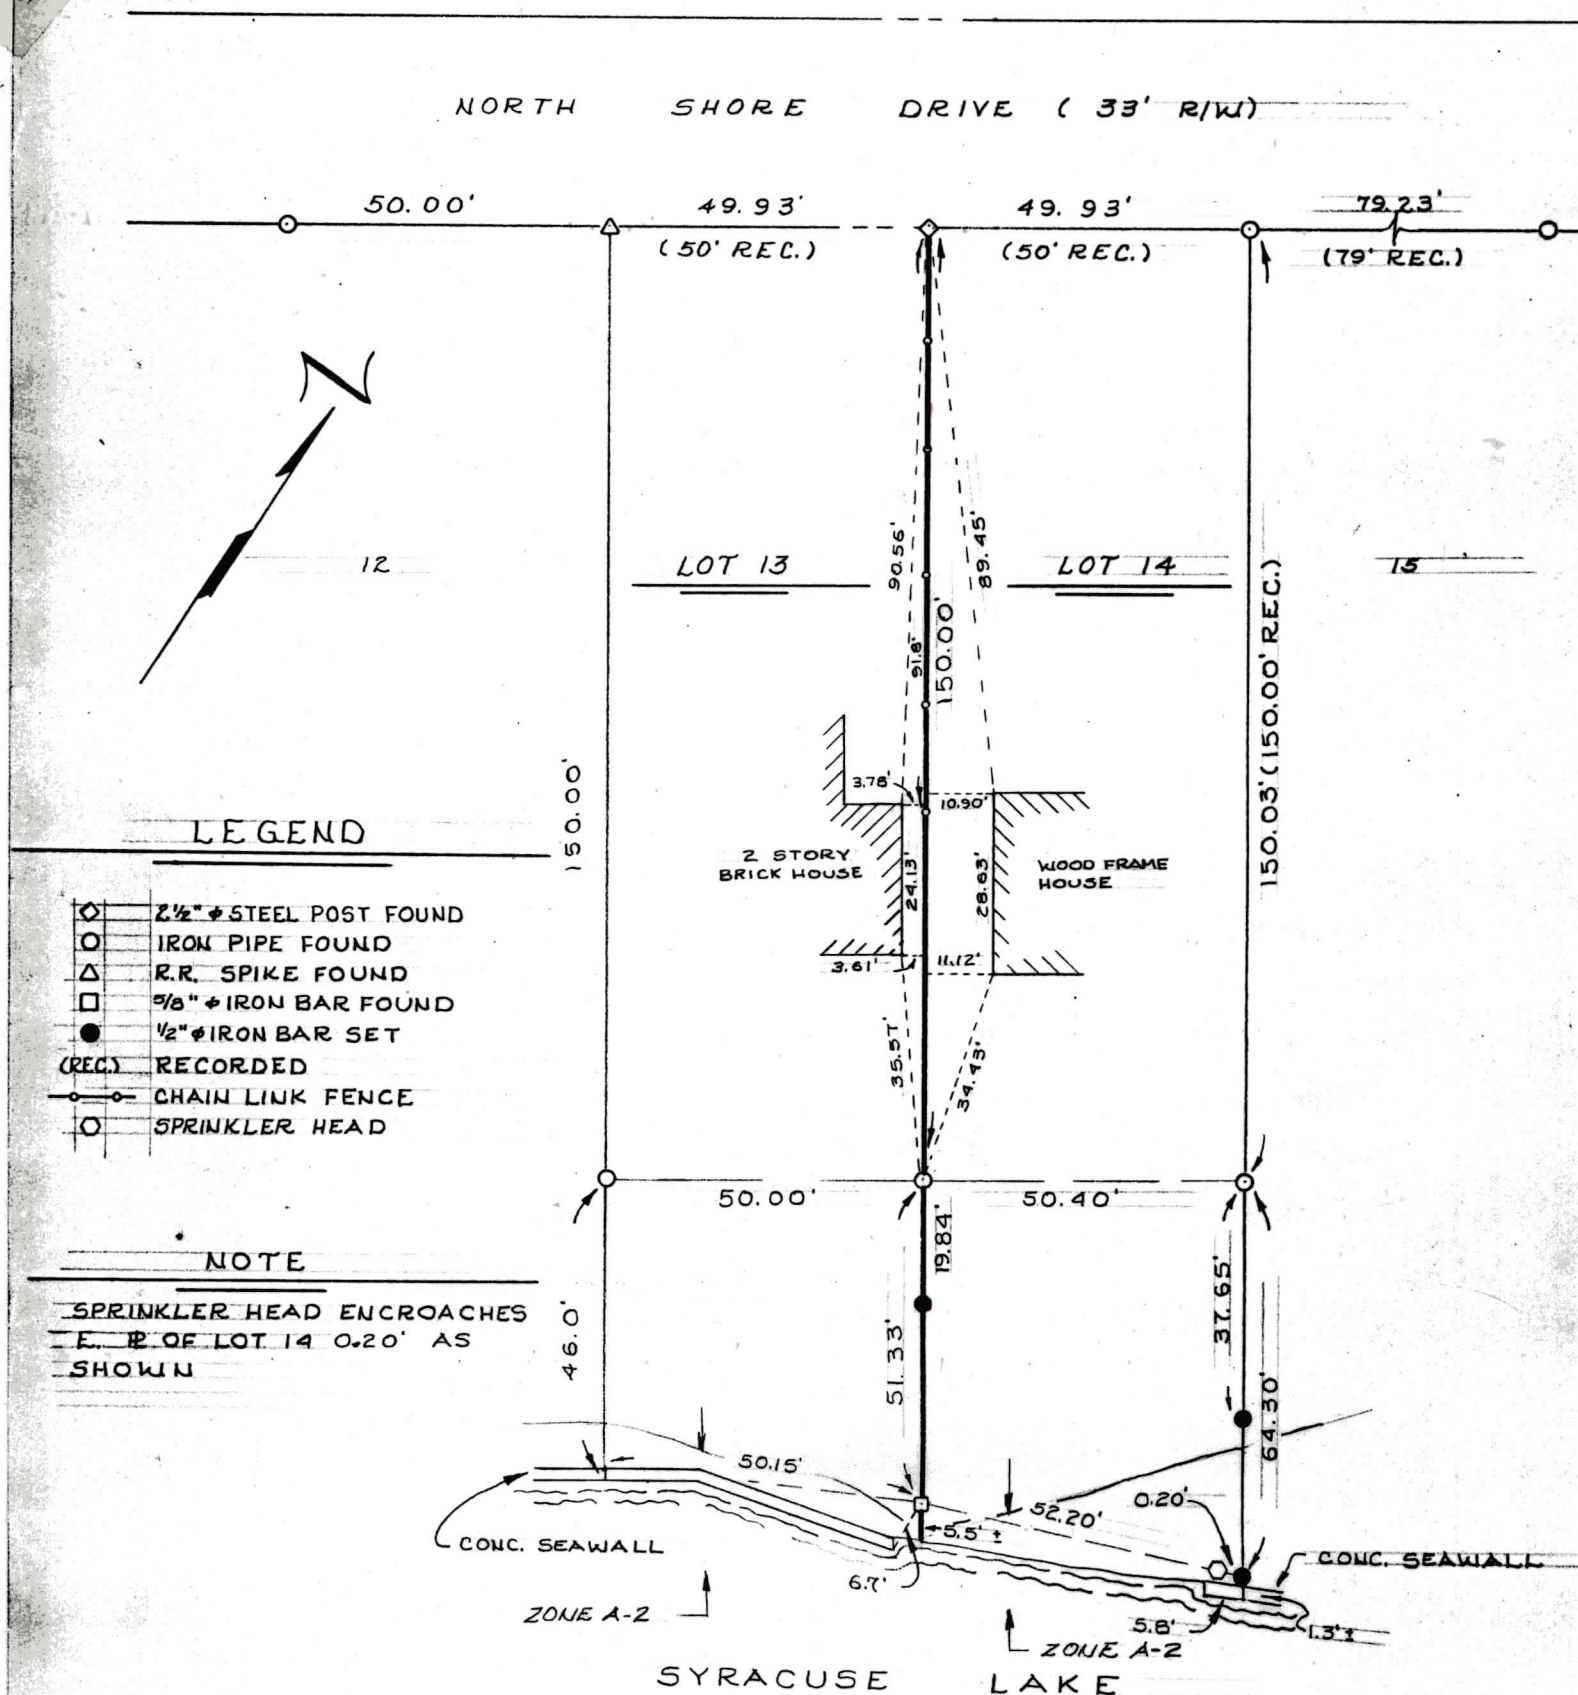 NORTH SHORE DRIVE ( 33' R/W)
50.00'
49.93'
49.93'
79.23'
(50' REC.)
(50' REC.)
(79' REC.)
N
12
LOT 13
90.56'
91.8'
150.00'
89.45'
LOT 14
150.03' (150.00' REC.)
15
150.00'
3.78'
10.90'
2 STORY
BRICK HOUSE
24.13'
28.63'
WOOD FRAME
HOUSE
3.61'
11.12'
35.57'
34.43'
LEGEND
2½" ϕ STEEL POST FOUND
IRON PIPE FOUND
R.R. SPIKE FOUND
5/8" ϕ IRON BAR FOUND
1/2" ϕ IRON BAR SET
(REC.) RECORDED
CHAIN LINK FENCE
SPRINKLER HEAD
50.00'
50.40'
19.84'
37.65'
NOTE
SPRINKLER HEAD ENCROACHES
E. ⅊ OF LOT 14 0.20' AS
SHOWN
46.0'
51.33'
64.30'
50.15'
52.20'
0.20'
5.5' ±
CONC. SEAWALL
CONC. SEAWALL
6.7'
ZONE A-2
5.8'
1.3'±
ZONE A-2
SYRACUSE LAKE